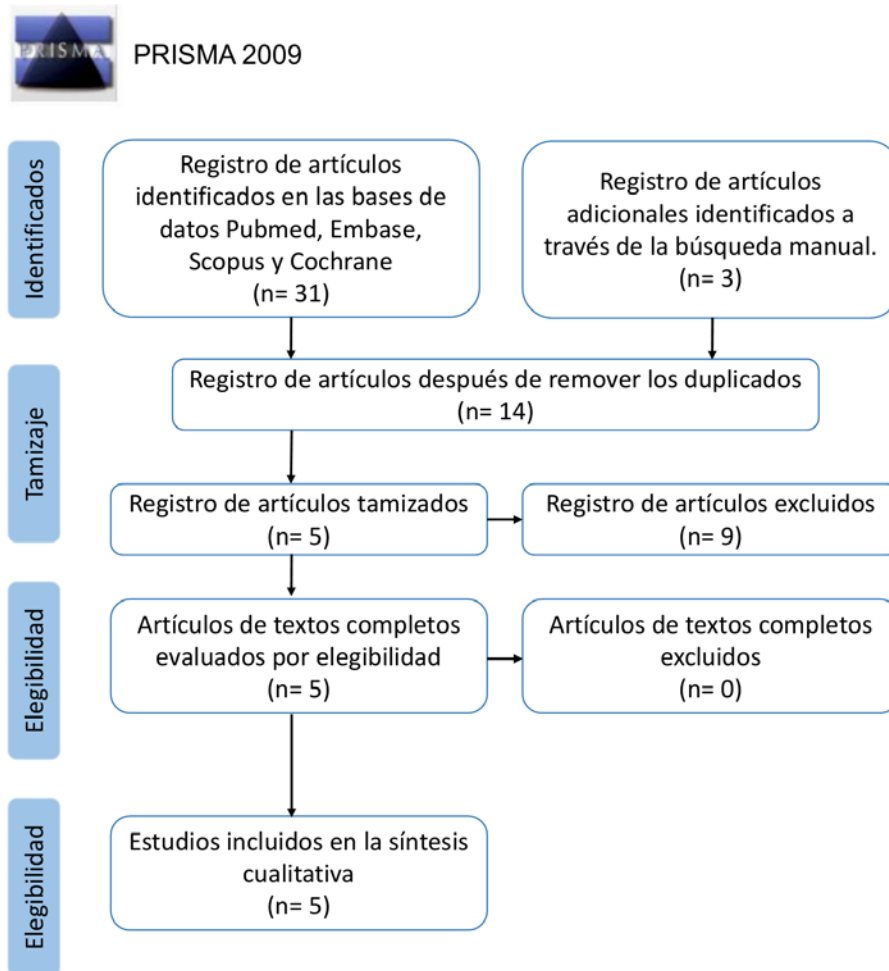 PRISMA
PRISMA 2009
Identificados
Registro de artículos
identificados en las bases de
datos Pubmed, Embase,
Scopus y Cochrane
(n= 31)
Registro de artículos
adicionales identificados a
través de la búsqueda manual.
(n= 3)
Tamizaje
Registro de artículos después de remover los duplicados
(n= 14)
Registro de artículos tamizados
(n= 5)
Registro de artículos excluidos
(n= 9)
Elegibilidad
Artículos de textos completos
evaluados por elegibilidad
(n= 5)
Artículos de textos completos
excluidos
(n= 0)
Elegibilidad
Estudios incluidos en la síntesis
cualitativa
(n= 5)